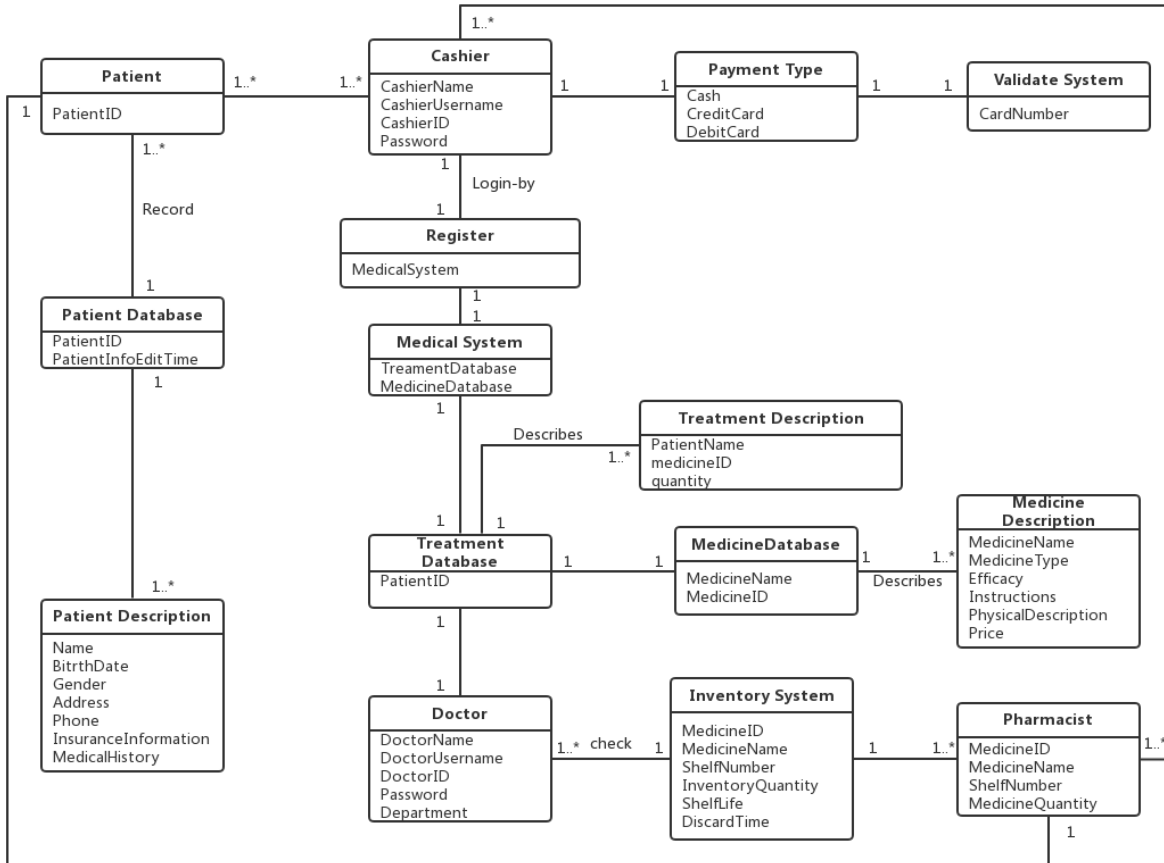 1..*
Cashier
CashierName
CashierUsername
CashierID
Password
Patient
PatientID
1..*
1..*
1
1
1
Payment Type
Cash
CreditCard
DebitCard
1
1
Validate System
CardNumber
1..*
Record
1
1
Login-by
1
Register
MedicalSystem
1
1
Patient Database
PatientID
PatientInfoEditTime
1
Medical System
TreamentDatabase
MedicineDatabase
1
Describes
1..*
Treatment Description
PatientName
medicineID
quantity
1
1
Treatment
Database
PatientID
1
1
MedicineDatabase
MedicineName
MedicineID
1
1..*
Describes
Medicine
Description
MedicineName
MedicineType
Efficacy
Instructions
PhysicalDescription
Price
1..*
Patient Description
Name
BitrthDate
Gender
Address
Phone
InsuranceInformation
MedicalHistory
1
1
Doctor
DoctorName
DoctorUsername
DoctorID
Password
Department
1..*
check
1
Inventory System
MedicineID
MedicineName
ShelfNumber
InventoryQuantity
ShelfLife
DiscardTime
1
1..*
Pharmacist
MedicineID
MedicineName
ShelfNumber
MedicineQuantity
1..*
1